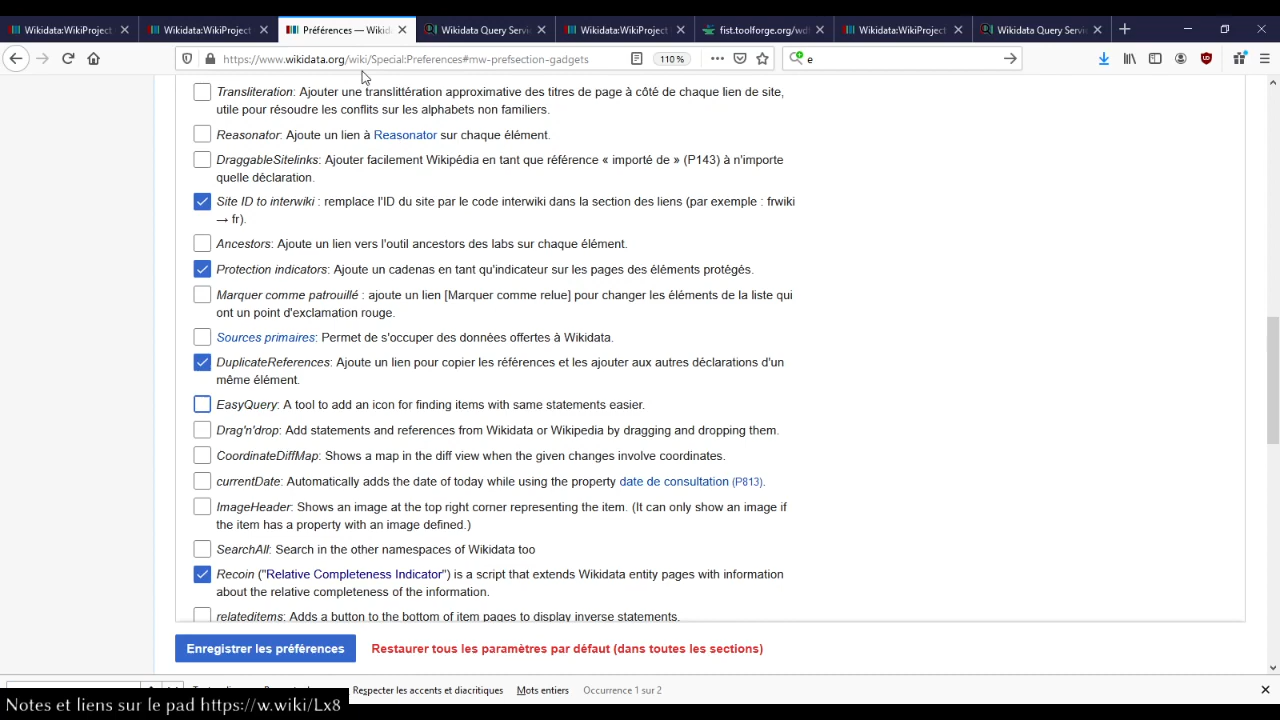 Wikidata:WikiProject
Wikidata:WikiProject
Préférences — Wikid
Wikidata Query Servi
Wikidata:WikiProject
fist.toolforge.org/wdf
Wikidata:WikiProject
Wikidata Query Servi
https://www.wikidata.org/wiki/Special:Preferences#mw-prefsection-gadgets
110 %
e
Transliteration: Ajouter une translittération approximative des titres de page à côté de chaque lien de site,
utile pour résoudre les conflits sur les alphabets non familiers.
Reasonator: Ajoute un lien à Reasonator sur chaque élément.
DraggableSitelinks: Ajouter facilement Wikipédia en tant que référence « importé de » (P143) à n'importe
quelle déclaration.
Site ID to interwiki : remplace l'ID du site par le code interwiki dans la section des liens (par exemple : frwiki
→ fr).
Ancestors: Ajoute un lien vers l'outil ancestors des labs sur chaque élément.
Protection indicators: Ajoute un cadenas en tant qu'indicateur sur les pages des éléments protégés.
Marquer comme patrouillé : ajoute un lien [Marquer comme relue] pour changer les éléments de la liste qui
ont un point d'exclamation rouge.
Sources primaires: Permet de s'occuper des données offertes à Wikidata.
DuplicateReferences: Ajoute un lien pour copier les références et les ajouter aux autres déclarations d'un
même élément.
EasyQuery: A tool to add an icon for finding items with same statements easier.
Drag'n'drop: Add statements and references from Wikidata or Wikipedia by dragging and dropping them.
CoordinateDiffMap: Shows a map in the diff view when the given changes involve coordinates.
currentDate: Automatically adds the date of today while using the property date de consultation (P813).
ImageHeader: Shows an image at the top right corner representing the item. (It can only show an image if
the item has a property with an image defined.)
SearchAll: Search in the other namespaces of Wikidata too
Recoin ("Relative Completeness Indicator") is a script that extends Wikidata entity pages with information
about the relative completeness of the information.
relateditems: Adds a button to the bottom of item pages to display inverse statements.
Enregistrer les préférences
Restaurer tous les paramètres par défaut (dans toutes les sections)
Respecter les accents et diacritiques
Mots entiers
Occurrence 1 sur 2
Notes et liens sur le pad https://w.wiki/Lx8